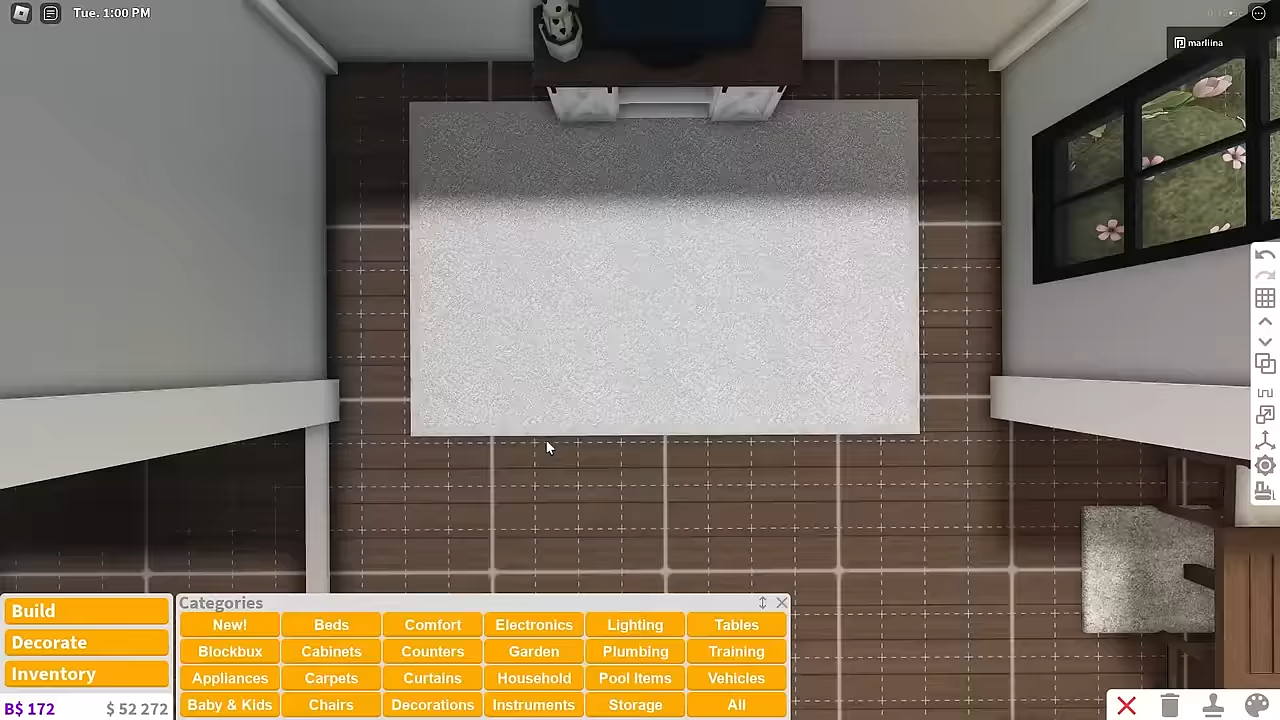 Tue. 1:00 PM
marllina
Build
Decorate
Inventory
B$ 172
$ 52 272
Categories
New! Beds Comfort Electronics Lighting Tables
Blockbux Cabinets Counters Garden Plumbing Training
Appliances Carpets Curtains Household Pool Items Vehicles
Baby & Kids Chairs Decorations Instruments Storage All